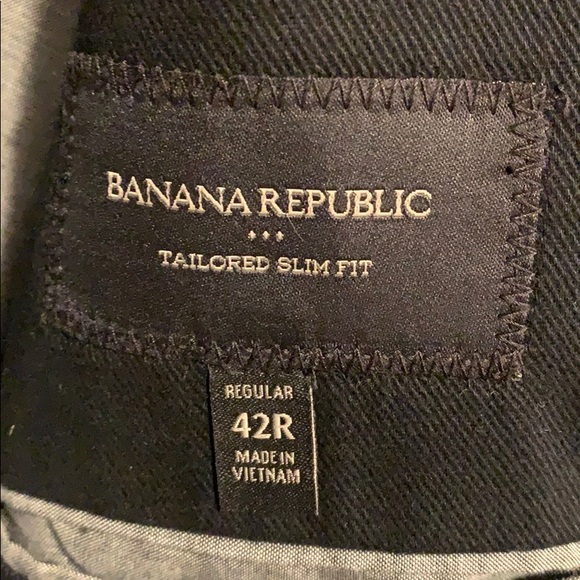 BANANA REPUBLIC
TAILORED SLIM FIT
REGULAR
42R
MADE IN
VIETNAM